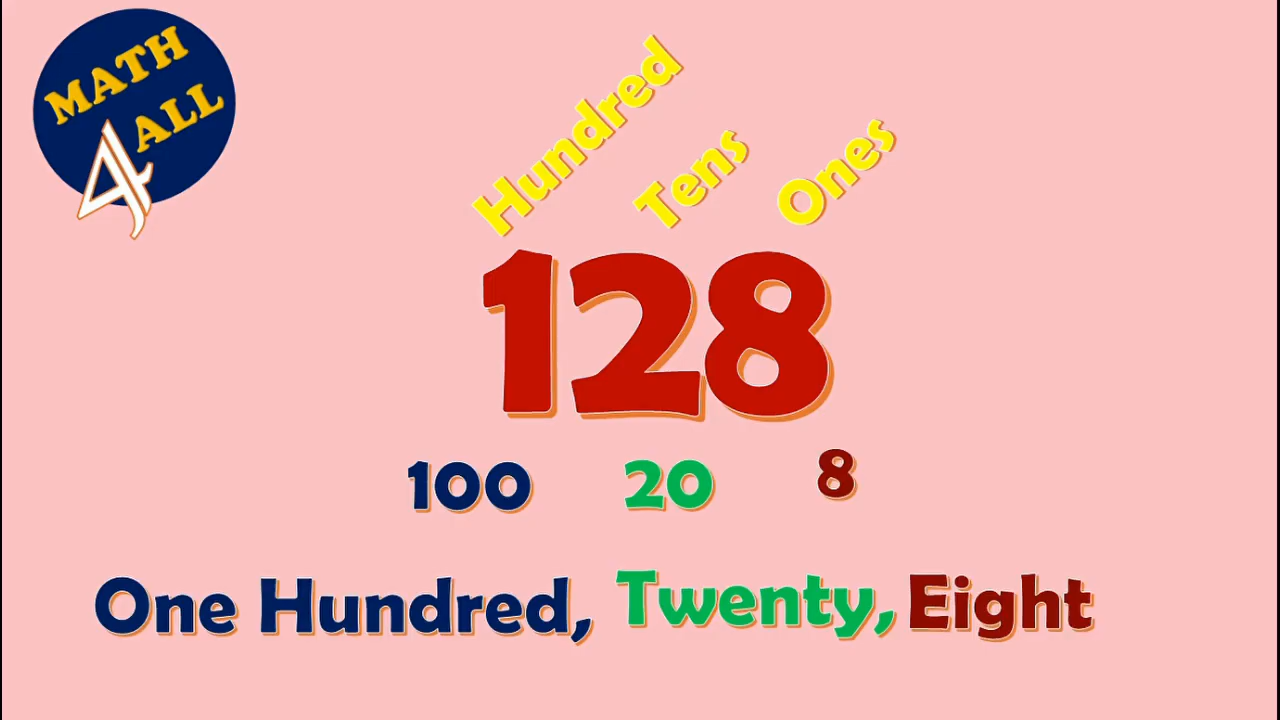 MATH
4 ALL
Hundred Tens Ones
128
100 20 8
One Hundred, Twenty, Eight